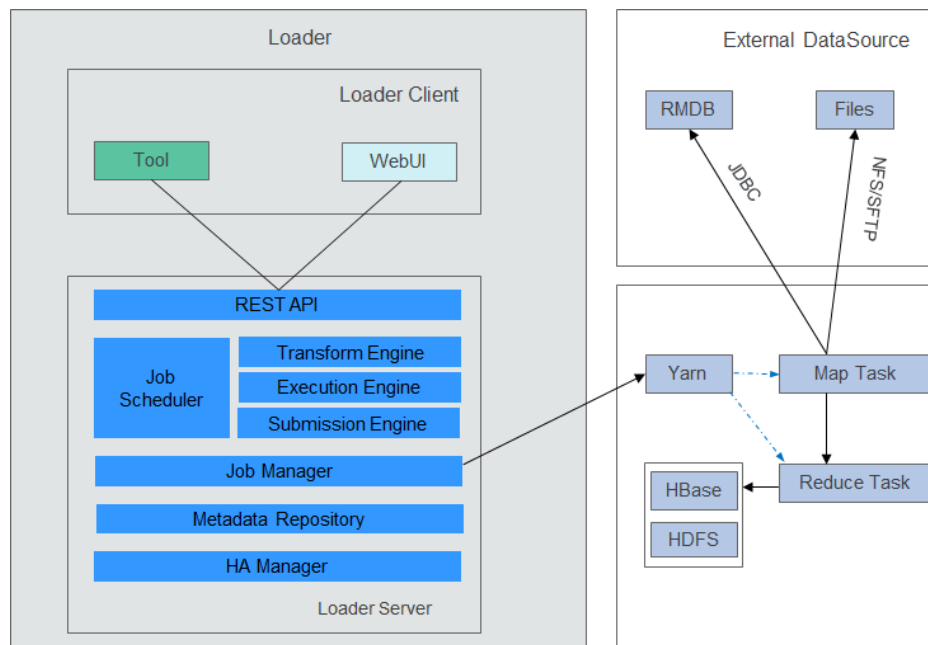 Loader
Loader Client
Tool
WebUI
REST API
Job
Scheduler
Transform Engine
Execution Engine
Submission Engine
Job Manager
Metadata Repository
HA Manager
Loader Server
External DataSource
RMDB
Files
JDBC
NFS/SFTP
Yarn
Map Task
Reduce Task
HBase
HDFS